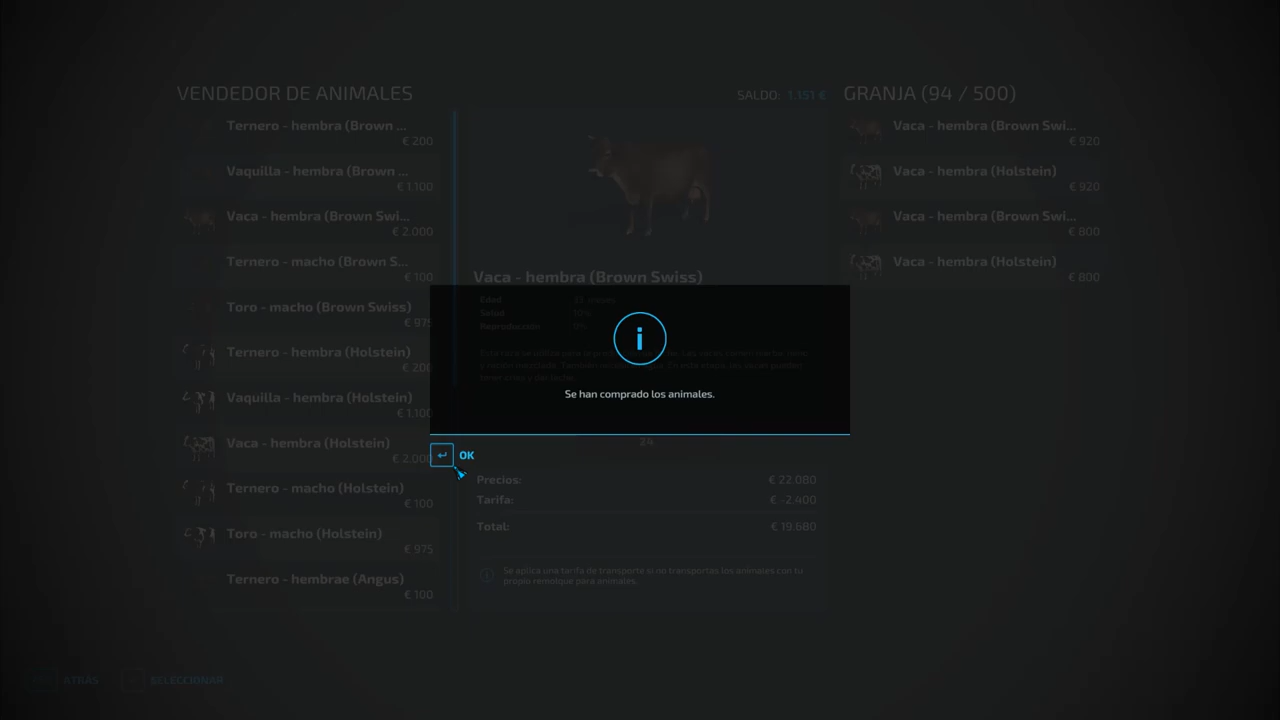 VENDEDOR DE ANIMALES
SALDO: 1.151 €
GRANJA (94 / 500)
Ternero - hembra (Brown ...
€ 200
Vaquilla - hembra (Brown ...
€ 1.100
Vaca - hembra (Brown Swi...
€ 2.000
Ternero - macho (Brown S...
€ 100
Toro - macho (Brown Swiss)
€ 975
Ternero - hembra (Holstein)
€ 200
Vaquilla - hembra (Holstein)
€ 1.100
Vaca - hembra (Holstein)
€ 2.000
Ternero - macho (Holstein)
€ 100
Toro - macho (Holstein)
€ 975
Ternero - hembrae (Angus)
€ 100
Vaca - hembra (Brown Swiss)
Edad
Salud
Reproducción
Se han comprado los animales.
OK
24
Precios:
€ 22.080
Tarifa:
€ -2.400
Total:
€ 19.680
Se aplica una tarifa de transporte si no transportas los animales con tu
propio remolque para animales.
Vaca - hembra (Brown Swi...
€ 920
Vaca - hembra (Holstein)
€ 920
Vaca - hembra (Brown Swi...
€ 800
Vaca - hembra (Holstein)
€ 800
ATRÁS
SELECCIONAR